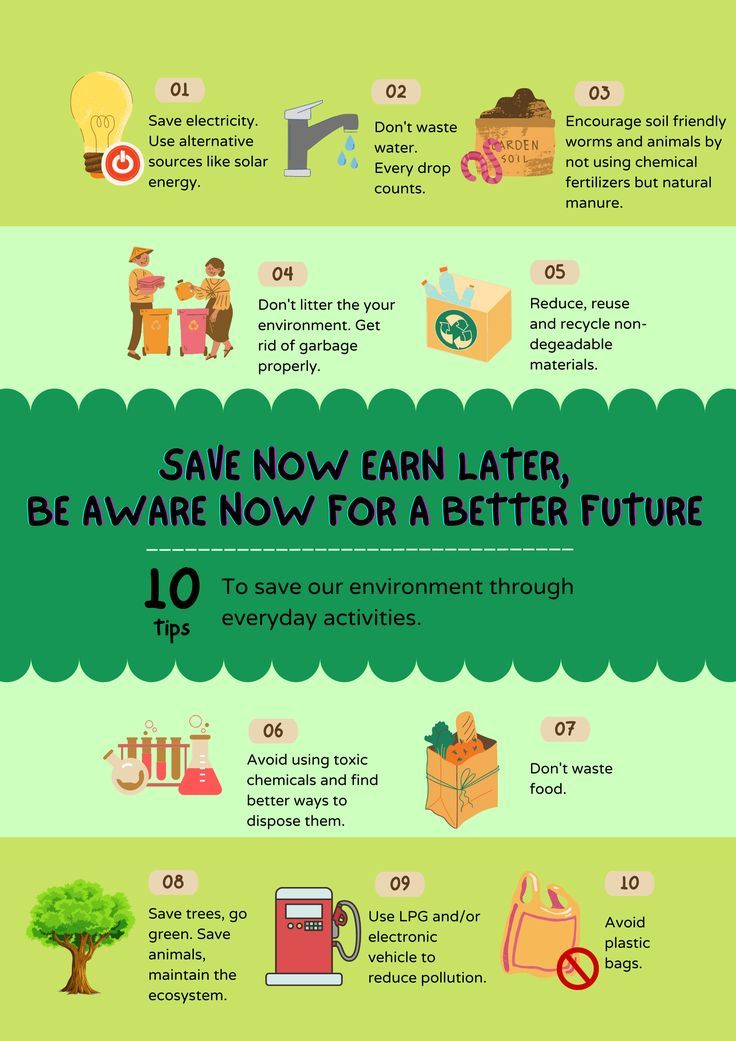 01
Save electricity.
Use alternative
sources like solar
energy.
02
Don't waste
water.
Every drop
counts.
GARDEN
SOIL
03
Encourage soil friendly
worms and animals by
not using chemical
fertilizers but natural
manure.
04
Don't litter the your
environment. Get
rid of garbage
properly.
05
Reduce, reuse
and recycle non-
degeadable
materials.
SAVE NOW EARN LATER,
BE AWARE NOW FOR A BETTER FUTURE
10
tips
To save our environment through
everyday activities.
06
Avoid using toxic
chemicals and find
better ways to
dispose them.
07
Don't waste
food.
08
Save trees, go
green. Save
animals,
maintain the
ecosystem.
09
Use LPG and/or
electronic
vehicle to
reduce pollution.
10
Avoid
plastic
bags.